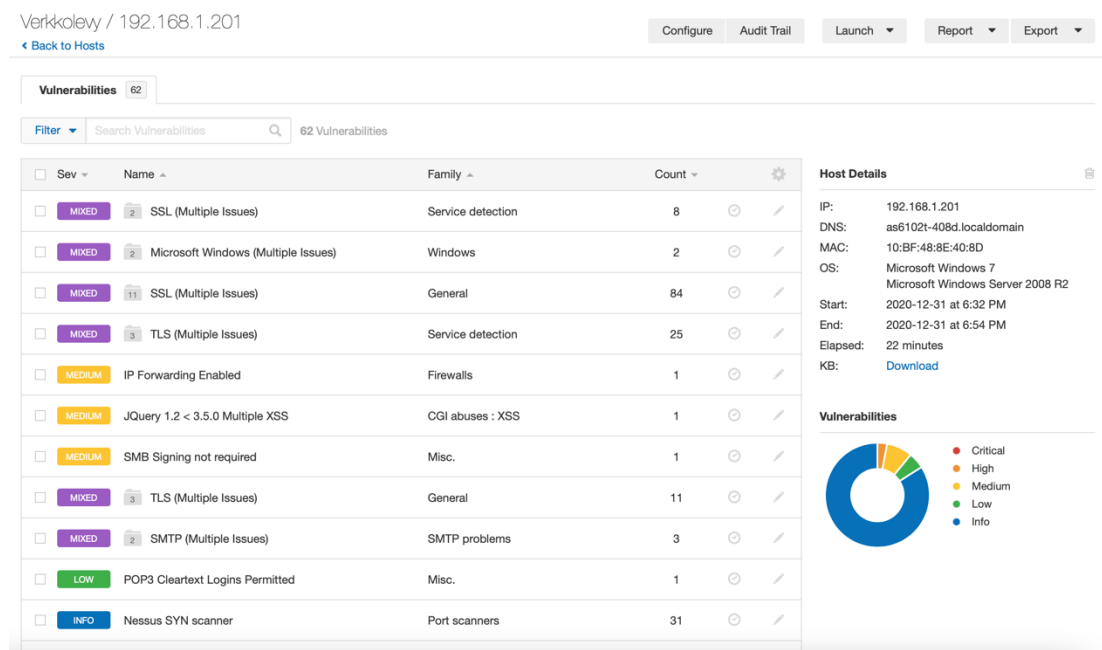 Verkkolevy / 192.168.1.201
Back to Hosts
Configure Audit Trail Launch Report Export
Vulnerabilities 62
Filter Search Vulnerabilities 62 Vulnerabilities
Sev Name Family Count
MIXED 2 SSL (Multiple Issues) Service detection 8
MIXED 2 Microsoft Windows (Multiple Issues) Windows 2
MIXED 11 SSL (Multiple Issues) General 84
MIXED 3 TLS (Multiple Issues) Service detection 25
MEDIUM IP Forwarding Enabled Firewalls 1
MEDIUM JQuery 1.2 < 3.5.0 Multiple XSS CGI abuses : XSS 1
MEDIUM SMB Signing not required Misc. 1
MIXED 3 TLS (Multiple Issues) General 11
MIXED 2 SMTP (Multiple Issues) SMTP problems 3
LOW POP3 Cleartext Logins Permitted Misc. 1
INFO Nessus SYN scanner Port scanners 31
Host Details
IP: 192.168.1.201
DNS: as6102t-408d.localdomain
MAC: 10:BF:48:8E:40:8D
OS: Microsoft Windows 7
Microsoft Windows Server 2008 R2
Start: 2020-12-31 at 6:32 PM
End: 2020-12-31 at 6:54 PM
Elapsed: 22 minutes
KB: Download
Vulnerabilities
Critical
High
Medium
Low
Info